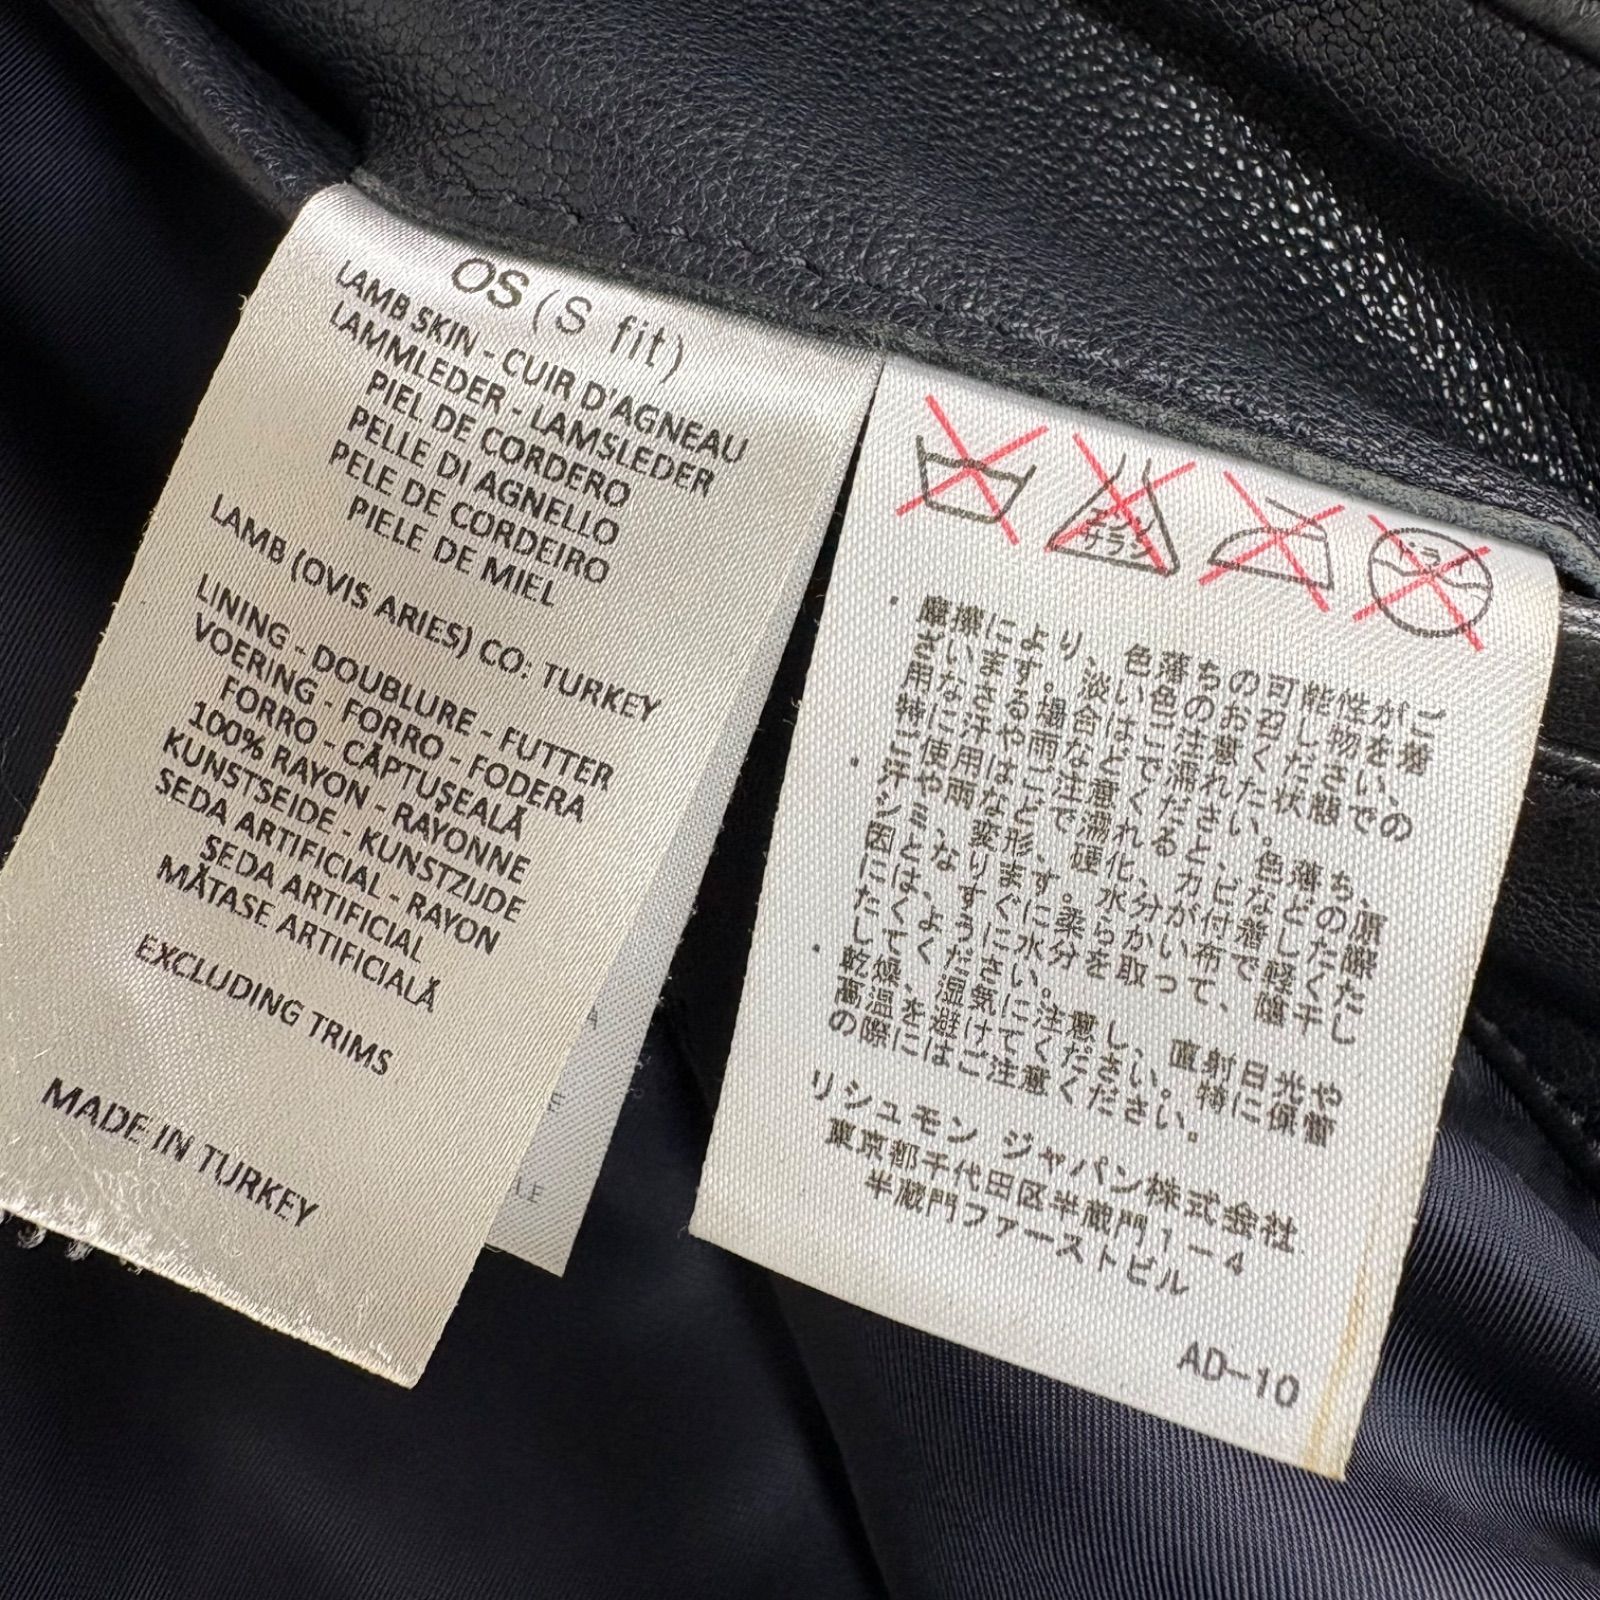 OS (S fit)
LAMB SKIN - CUIR D'AGNEAU
LAMMLEDER - LAMSLEDER
PIEL DE CORDERO
PELLE DI AGNELLO
PELE DE CORDEIRO
PIELE DE MIEL
LAMB (OVIS ARIES) CO: TURKEY
LINING - DOUBLURE - FUTTER
VOERING - FORRO - FODERA
FORRO - CĂPTUȘEALĂ
100% RAYON - RAYONNE
KUNSTSEIDE - KUNSTZIJDE
SEDA ARTIFICIAL - RAYON
SEDA ARTIFICIAL
MĂTASE ARTIFICIALĂ
EXCLUDING TRIMS
MADE IN TURKEY
A
E
LE
エンソ
サラシ
ドライ
・摩擦により、色落ちの可能性がご
ざいます。淡い色のお召し物を着
用なさる場合はご注意ください。
特に汗や雨などで濡れた状態での
ご使用はご注意ください。
・汗や雨などで濡れると、色落ち、
シミ、変形、硬化、カビなどの原
因となります。水分が付着した際
には、すぐに柔らかい布で軽くた
たくように水分を取って、陰干し
してください。
・乾燥、湿気に注意し、直射日光や
高温を避けてください。特に保管
の際にはご注意ください。
リシュモン ジャパン株式会社
東京都千代田区半蔵門1-4
半蔵門ファーストビル
AD-10